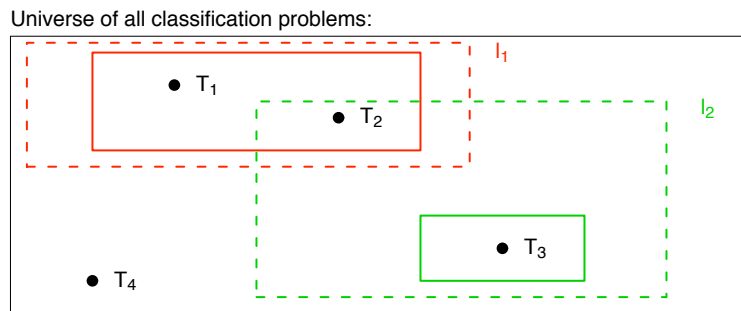 Universe of all classification problems:
I₁
T₁
I₂
T₂
T₃
T₄